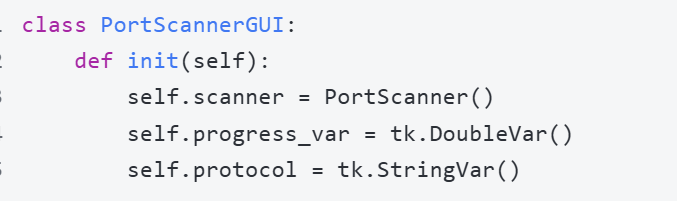 class PortScannerGUI:
    def init(self):
        self.scanner = PortScanner()
        self.progress_var = tk.DoubleVar()
        self.protocol = tk.StringVar()